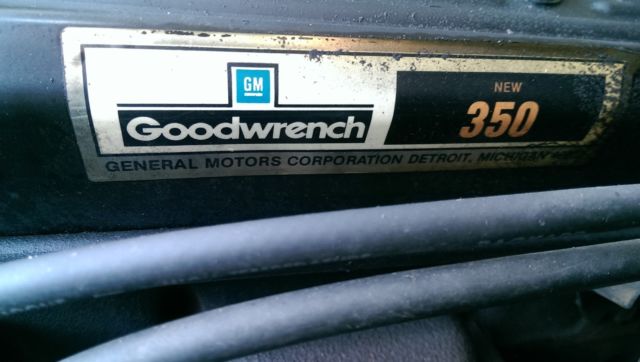 GM
Goodwrench
NEW
350
GENERAL MOTORS CORPORATION DETROIT, MICHIGAN